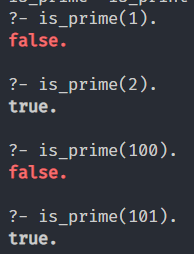 ?- is_prime(1).
false.
?- is_prime(2).
true.
?- is_prime(100).
false.
?- is_prime(101).
true.